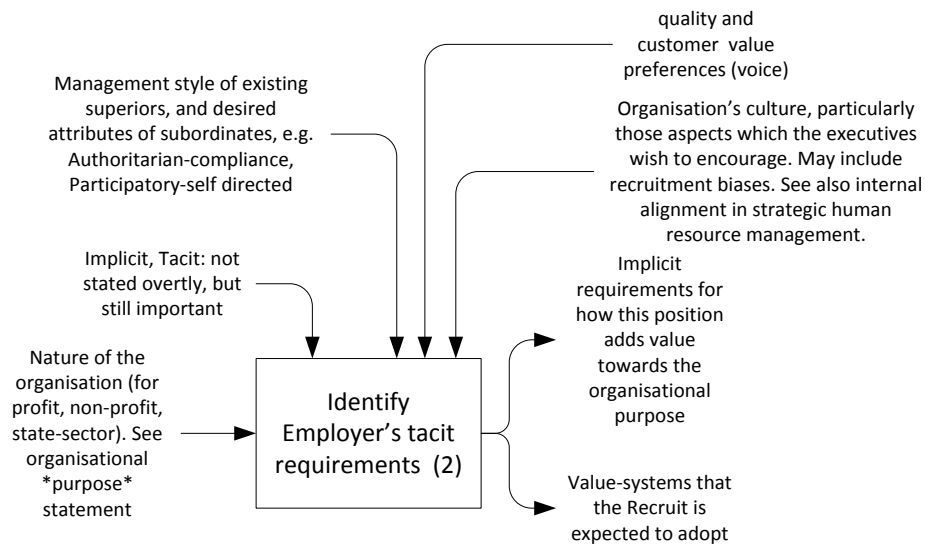 quality and
customer value
preferences (voice)
Management style of existing
superiors, and desired
attributes of subordinates, e.g.
Authoritarian-compliance,
Participatory-self directed
Organisation's culture, particularly
those aspects which the executives
wish to encourage. May include
recruitment biases. See also internal
alignment in strategic human
resource management.
Implicit, Tacit: not
stated overtly, but
still important
Implicit
requirements for
how this position
adds value
towards the
organisational
purpose
Nature of the
organisation (for
profit, non-profit,
state-sector). See
organisational
*purpose*
statement
Identify
Employer's tacit
requirements (2)
Value-systems that
the Recruit is
expected to adopt